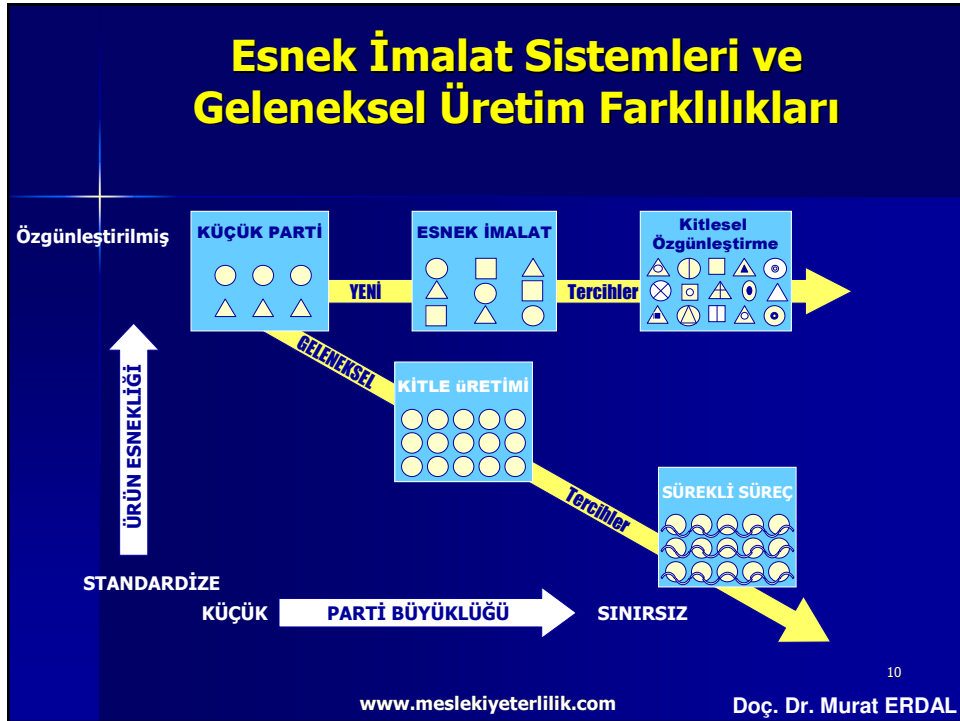 Esnek İmalat Sistemleri ve
Geleneksel Üretim Farklılıkları
Özgünleştirilmiş
KÜÇÜK PARTİ
ESNEK İMALAT
Kitlesel
Özgünleştirme
YENİ
Tercihler
GELENEKSEL
KİTLE üRETİMİ
Tercihler
SÜREKLİ SÜREÇ
ÜRÜN ESNEKLİĞİ
STANDARDİZE
KÜÇÜK
PARTİ BÜYÜKLÜĞÜ
SINIRSIZ
10
www.meslekiyeterlilik.com
Doç. Dr. Murat ERDAL